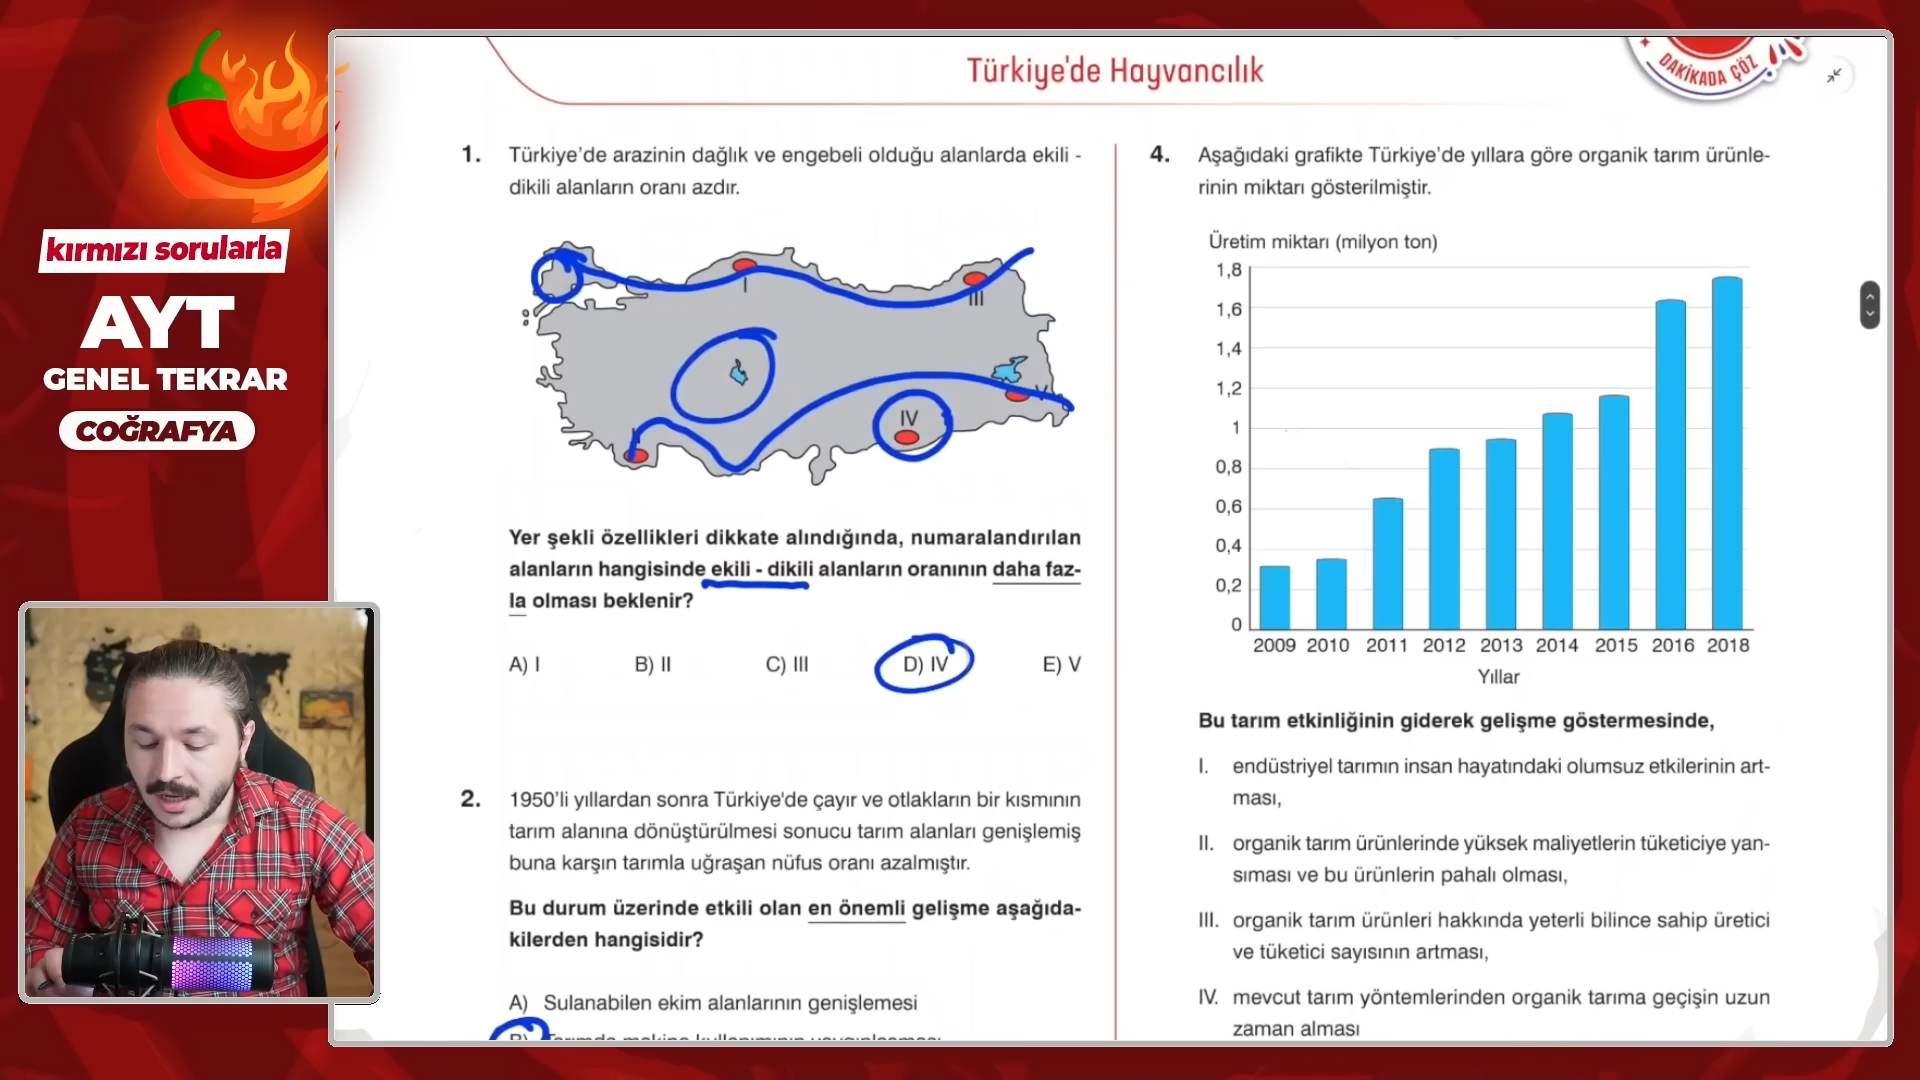 kırmızı sorularla
AYT
GENEL TEKRAR
COĞRAFYA
Türkiye'de Hayvancılık
DAKİKADA ÇÖZ
1. Türkiye'de arazinin dağlık ve engebeli olduğu alanlarda ekili -
dikili alanların oranı azdır.
I
III
IV
V
Yer şekli özellikleri dikkate alındığında, numaralandırılan
alanların hangisinde ekili - dikili alanların oranının daha faz-
la olması beklenir?
A) I B) II C) III D) IV E) V
2. 1950'li yıllardan sonra Türkiye'de çayır ve otlakların bir kısmının
tarım alanına dönüştürülmesi sonucu tarım alanları genişlemiş
buna karşın tarımla uğraşan nüfus oranı azalmıştır.
Bu durum üzerinde etkili olan en önemli gelişme aşağıda-
kilerden hangisidir?
A) Sulanabilen ekim alanlarının genişlemesi
B) Tarımda makine kullanımının yaygınlaşması
4. Aşağıdaki grafikte Türkiye'de yıllara göre organik tarım ürünle-
rinin miktarı gösterilmiştir.
Üretim miktarı (milyon ton)
1,8
1,6
1,4
1,2
1
0,8
0,6
0,4
0,2
0
2009 2010 2011 2012 2013 2014 2015 2016 2018
Yıllar
Bu tarım etkinliğinin giderek gelişme göstermesinde,
I. endüstriyel tarımın insan hayatındaki olumsuz etkilerinin art-
ması,
II. organik tarım ürünlerinde yüksek maliyetlerin tüketiciye yan-
sıması ve bu ürünlerin pahalı olması,
III. organik tarım ürünleri hakkında yeterli bilince sahip üretici
ve tüketici sayısının artması,
IV. mevcut tarım yöntemlerinden organik tarıma geçişin uzun
zaman alması